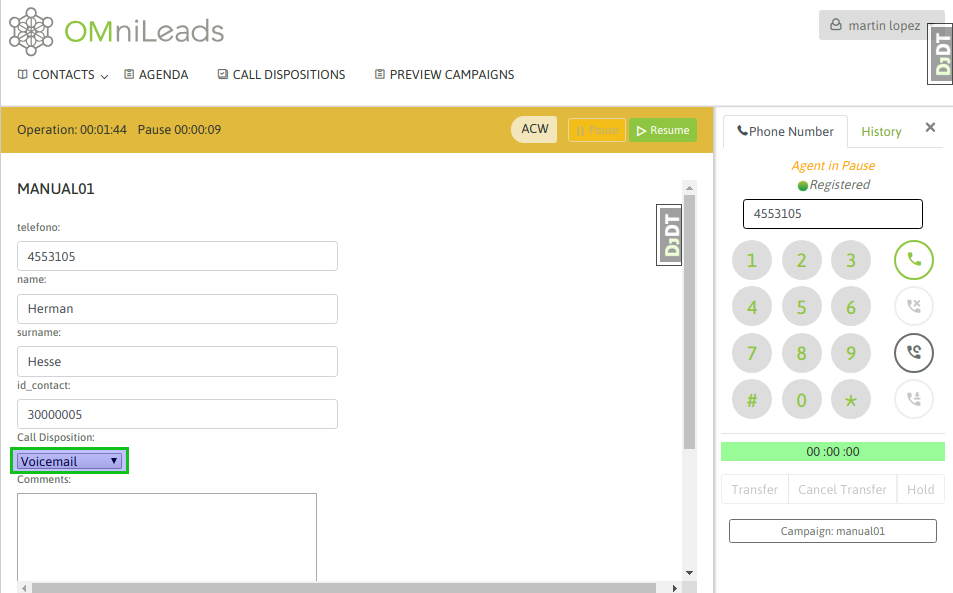 OMniLeads
martin lopez
DJDT
CONTACTS AGENDA CALL DISPOSITIONS PREVIEW CAMPAIGNS
Operation: 00:01:44 Pause 00:00:09 ACW Pause Resume
MANUAL01
telefono:
4553105
name:
Herman
surname:
Hesse
id_contact:
30000005
Call Disposition:
Voicemail
Comments:
DJDT
Phone Number History ✕
Agent in Pause
Registered
4553105
1 2 3
4 5 6
7 8 9
# 0 *
00 :00 :00
Transfer Cancel Transfer Hold
Campaign: manual01